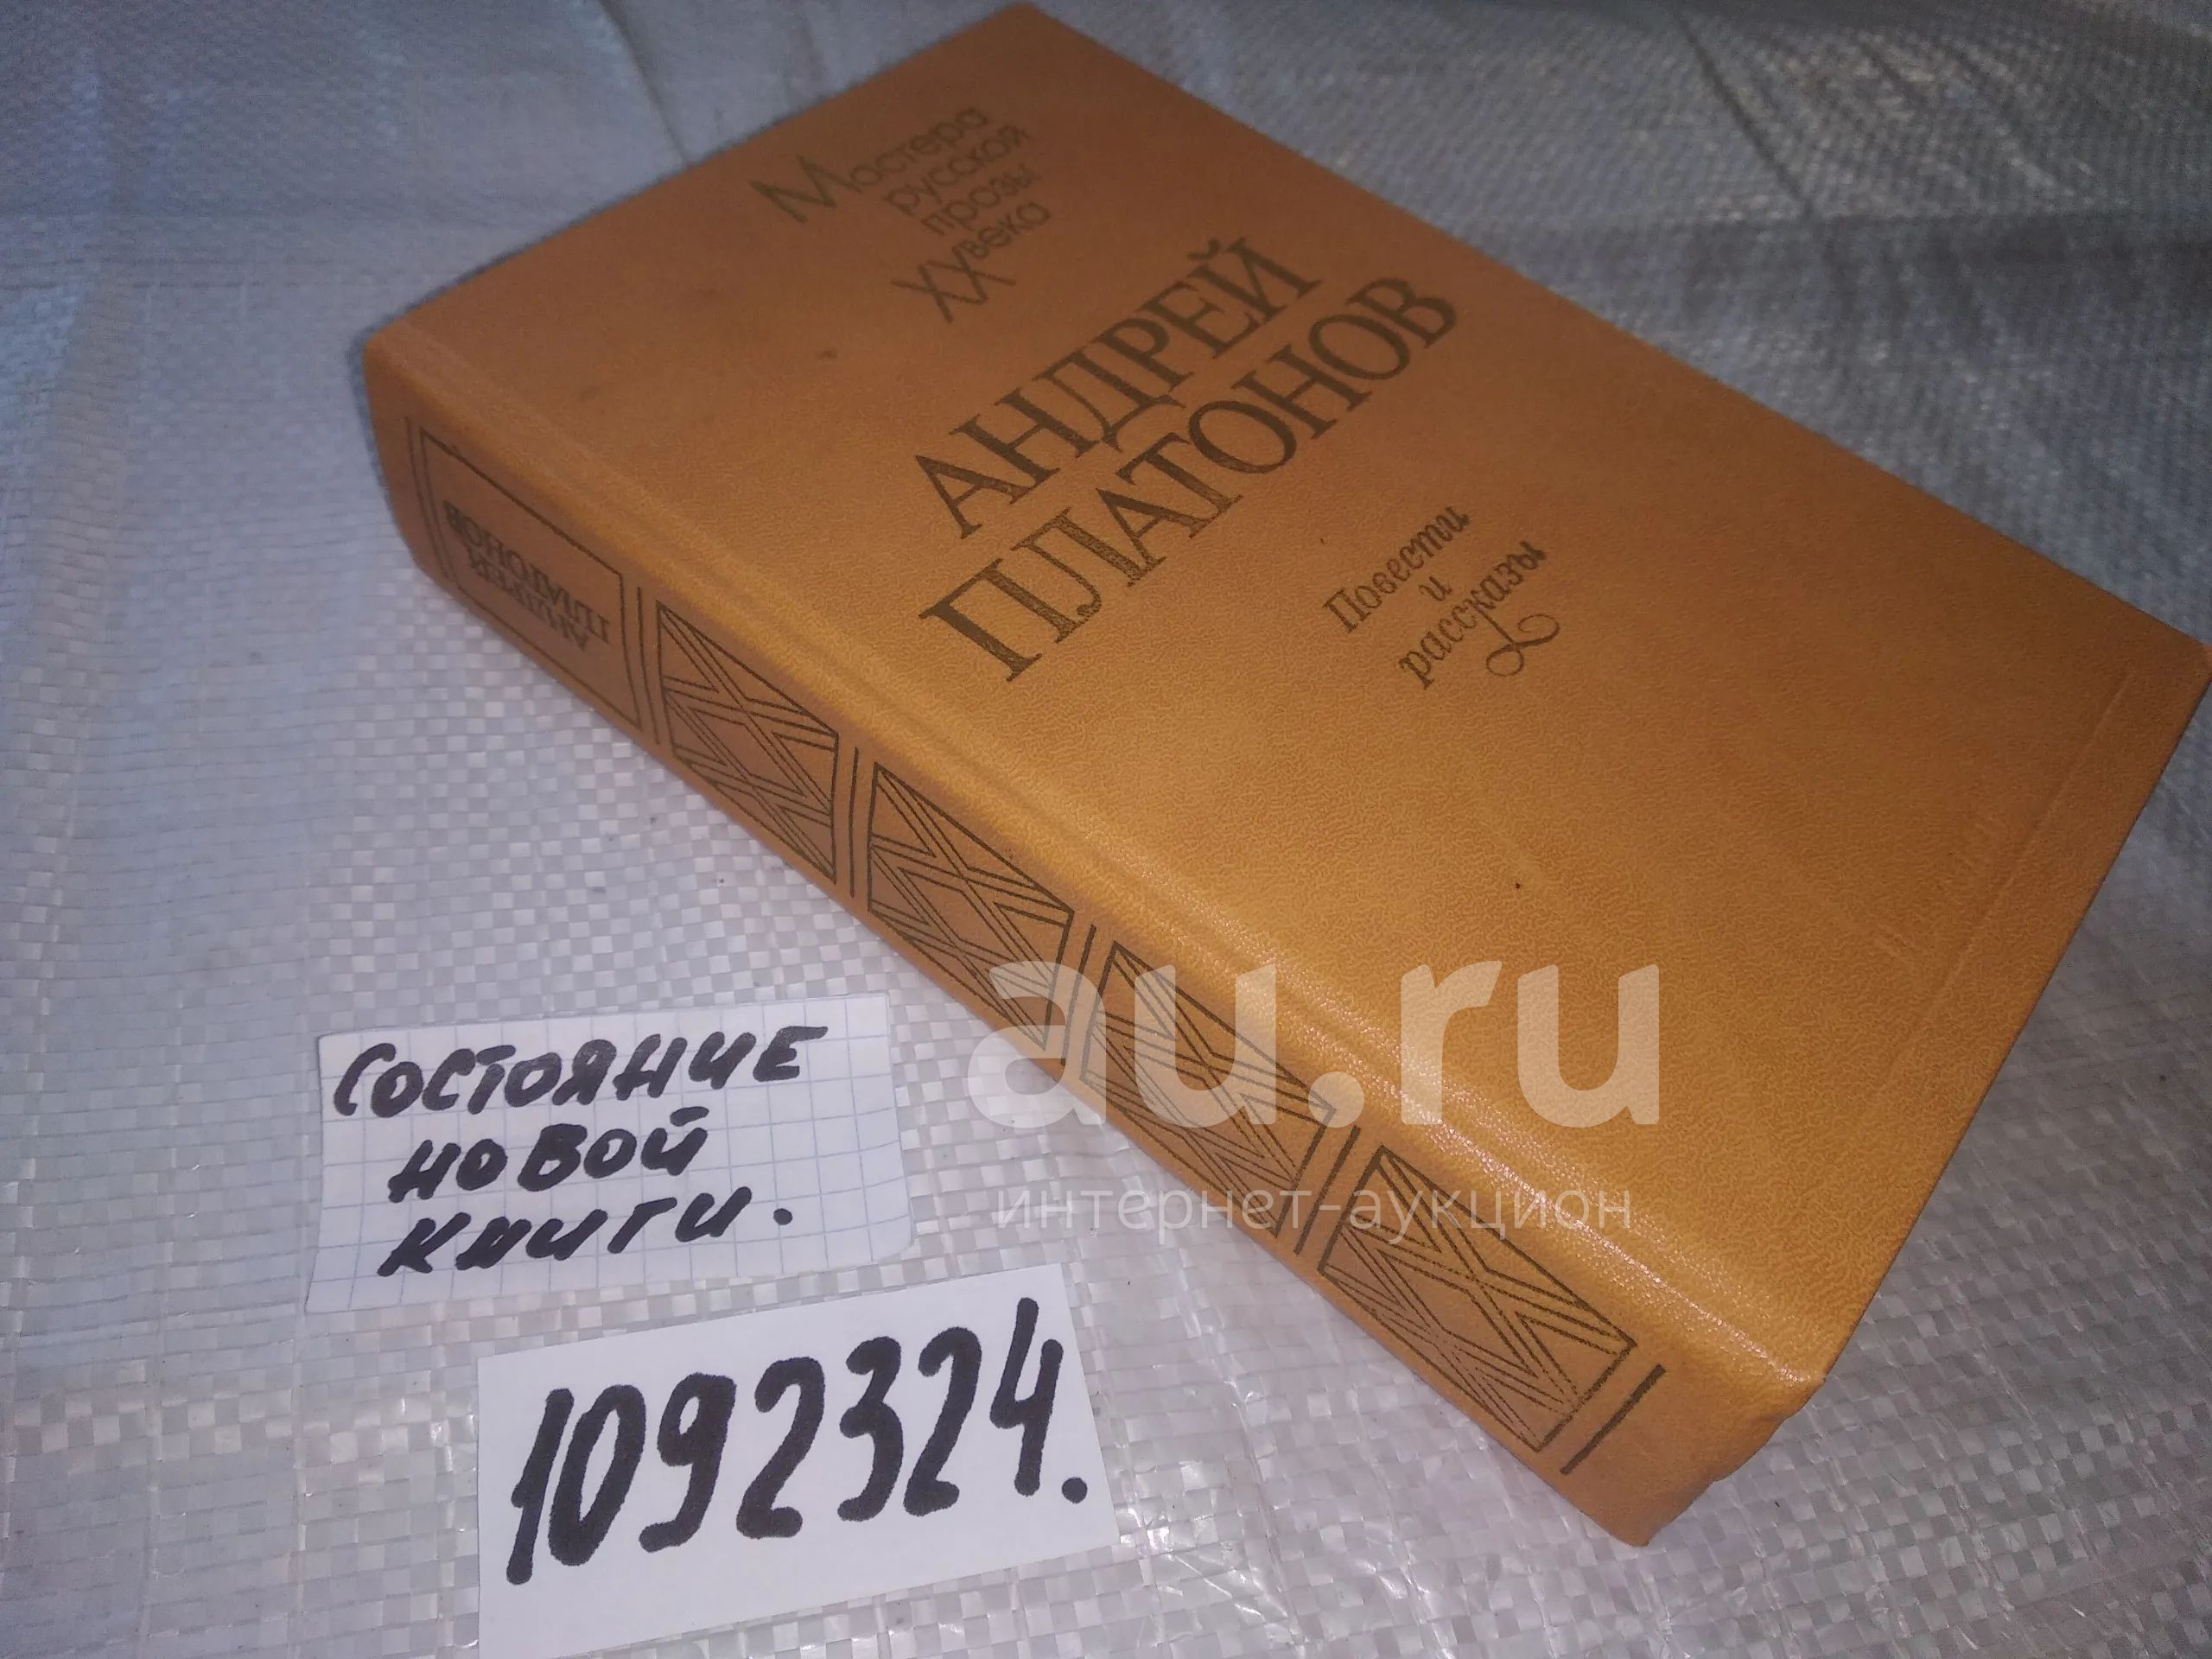 Мастера
русской
прозы
XX века
АНДРЕЙ
ПЛАТОНОВ
Повести
и
рассказы
АНДРЕЙ
ПЛАТОНОВ
au.ru
интернет-аукцион
СОСТОЯНИЕ
НОВОЙ
КНИГИ.
1092324.